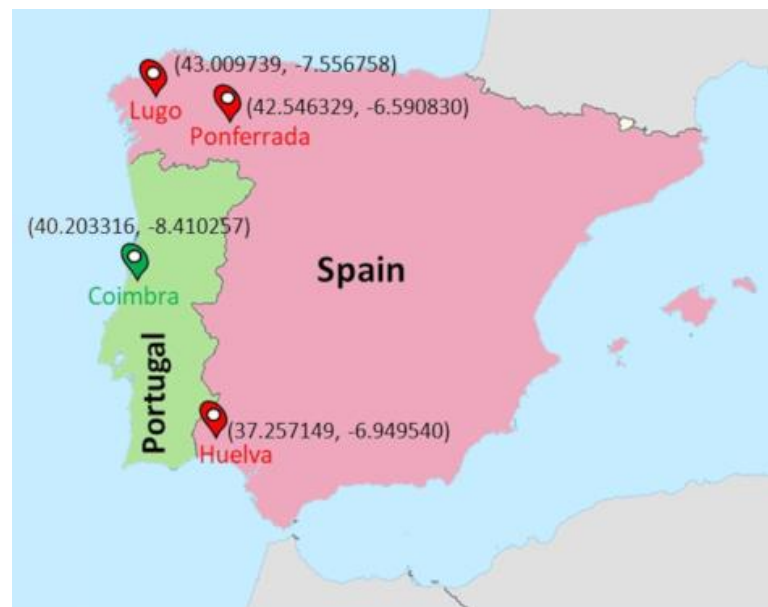 (43.009739, -7.556758)
Lugo
(42.546329, -6.590830)
Ponferrada
(40.203316, -8.410257)
Coimbra
Spain
Portugal
(37.257149, -6.949540)
Huelva